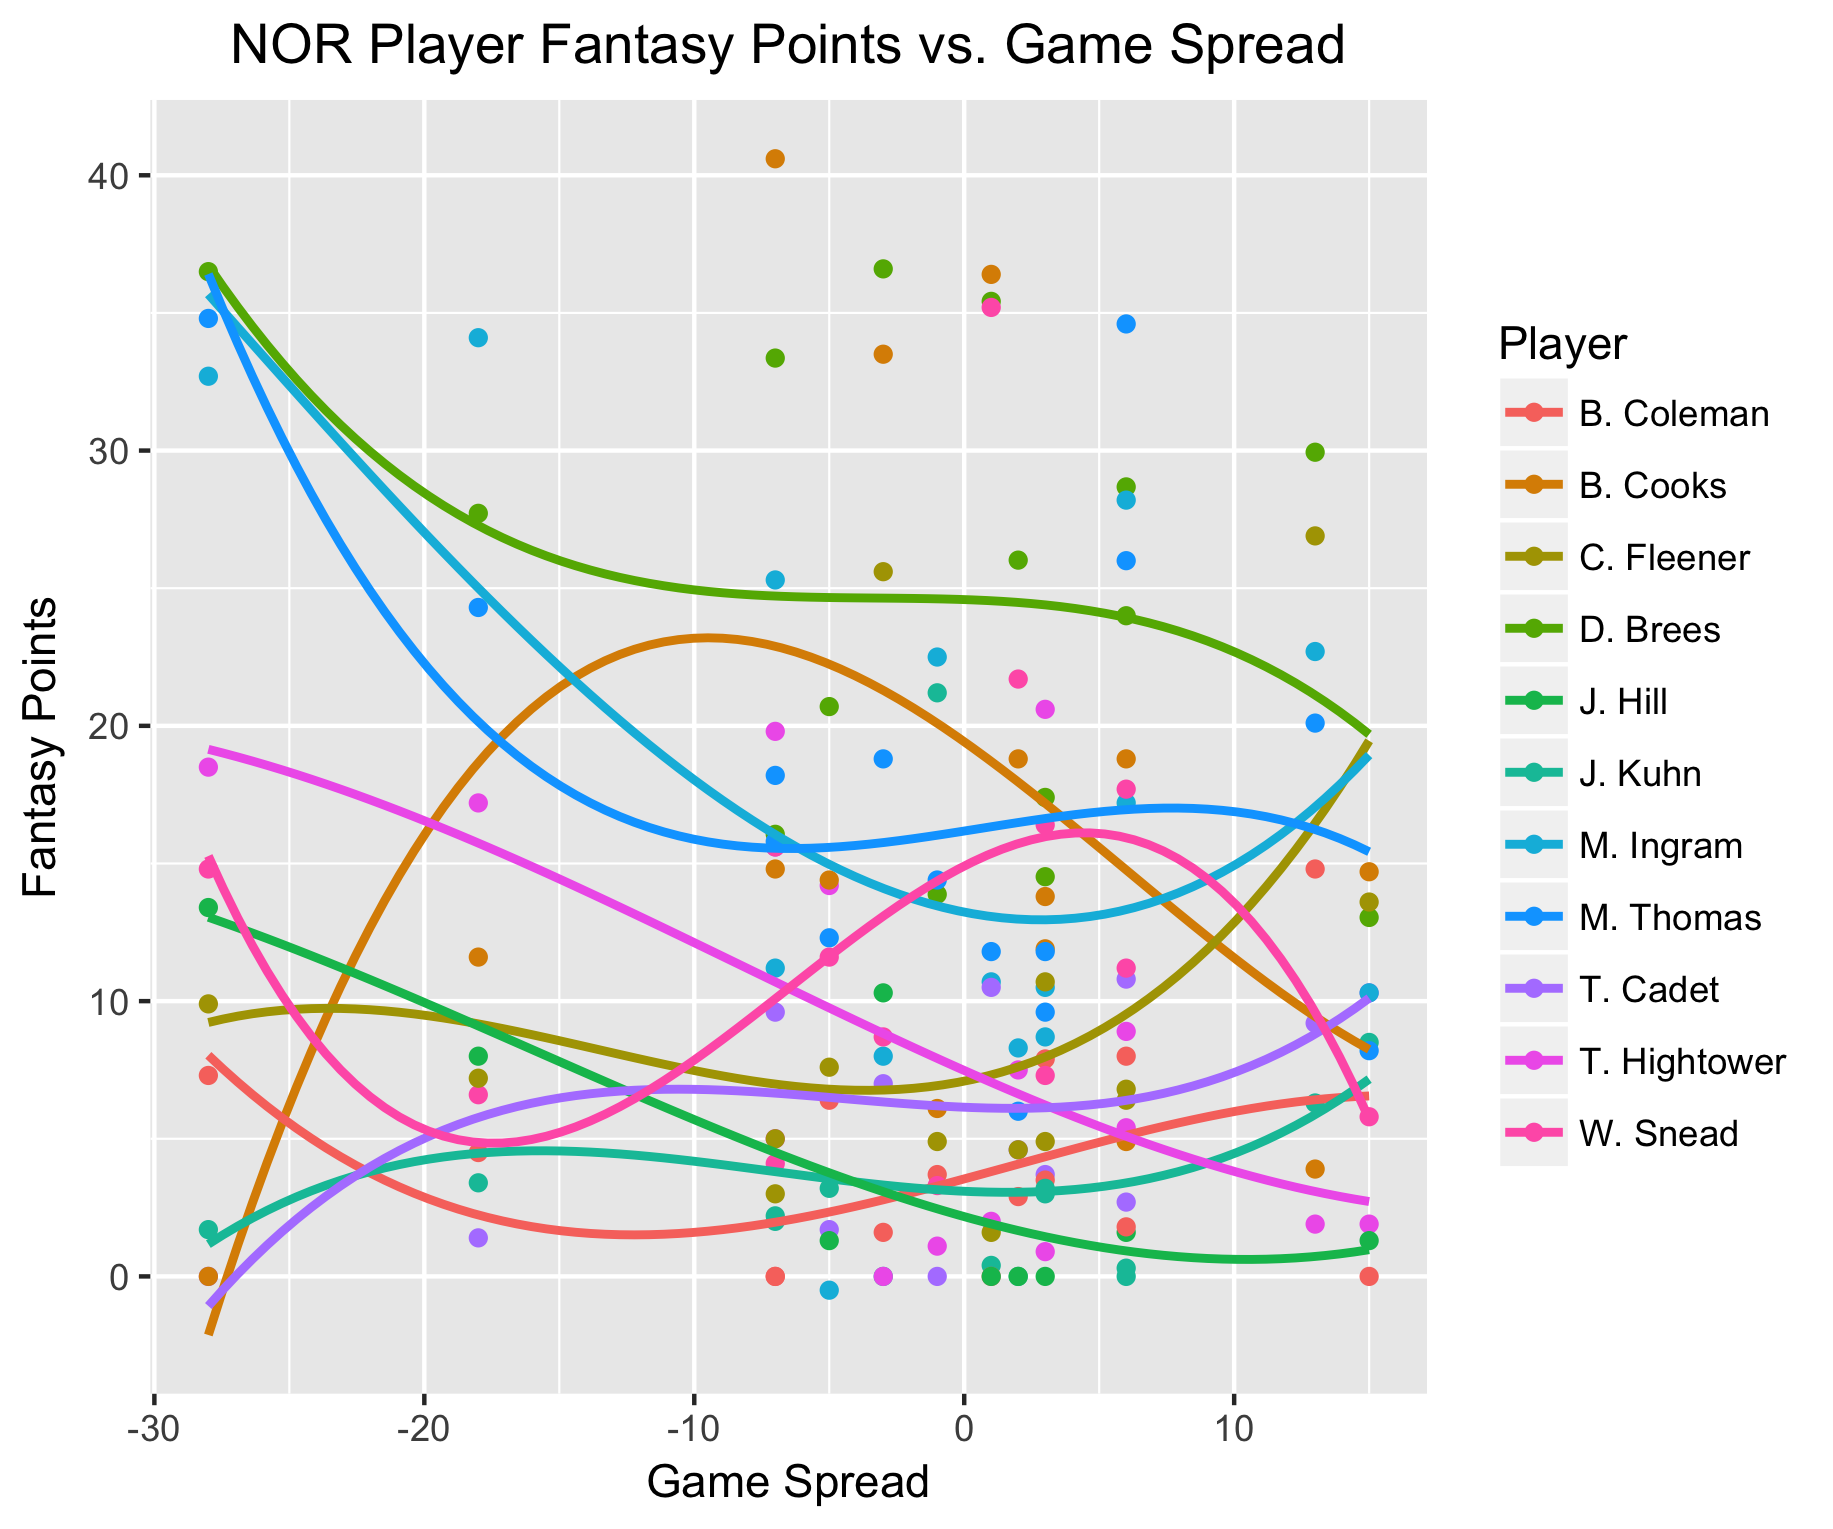 NOR Player Fantasy Points vs. Game Spread
40
30
20
10
0
Fantasy Points
-30
-20
-10
0
10
Game Spread
Player
B. Coleman
B. Cooks
C. Fleener
D. Brees
J. Hill
J. Kuhn
M. Ingram
M. Thomas
T. Cadet
T. Hightower
W. Snead